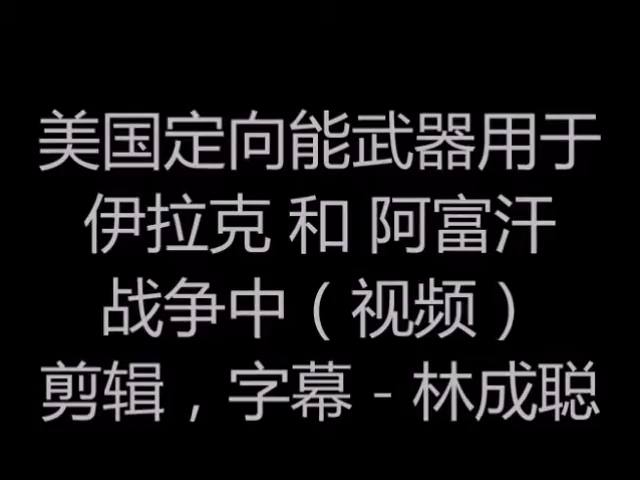 美国定向能武器用于
伊拉克 和 阿富汗
战争中（视频）
剪辑，字幕 - 林成聪